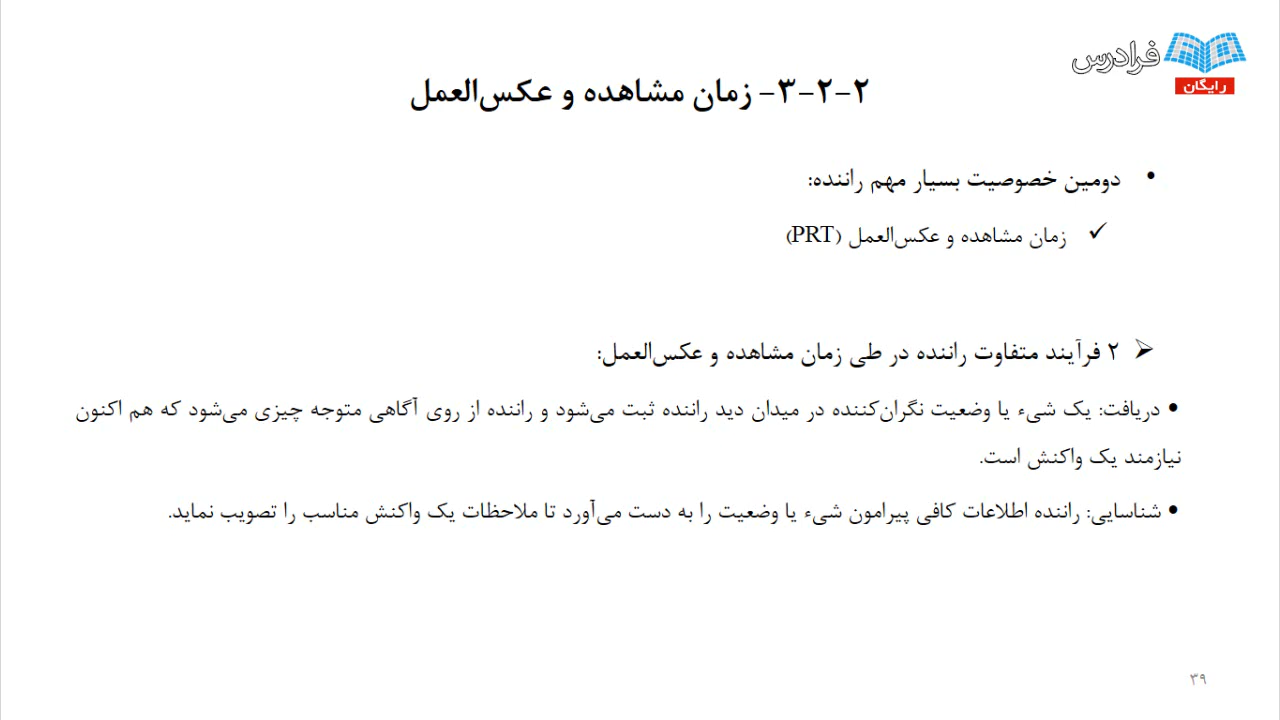 فرادرس
رایگان
۲-۲-۳- زمان مشاهده و عکس‌العمل
• دومین خصوصیت بسیار مهم راننده:
✓ زمان مشاهده و عکس‌العمل (PRT)
➢ ۲ فرآیند متفاوت راننده در طی زمان مشاهده و عکس‌العمل:
• دریافت: یک شیء یا وضعیت نگران‌کننده در میدان دید راننده ثبت می‌شود و راننده از روی آگاهی متوجه چیزی می‌شود که هم اکنون
نیازمند یک واکنش است.
• شناسایی: راننده اطلاعات کافی پیرامون شیء یا وضعیت را به دست می‌آورد تا ملاحظات یک واکنش مناسب را تصویب نماید.
۳۹